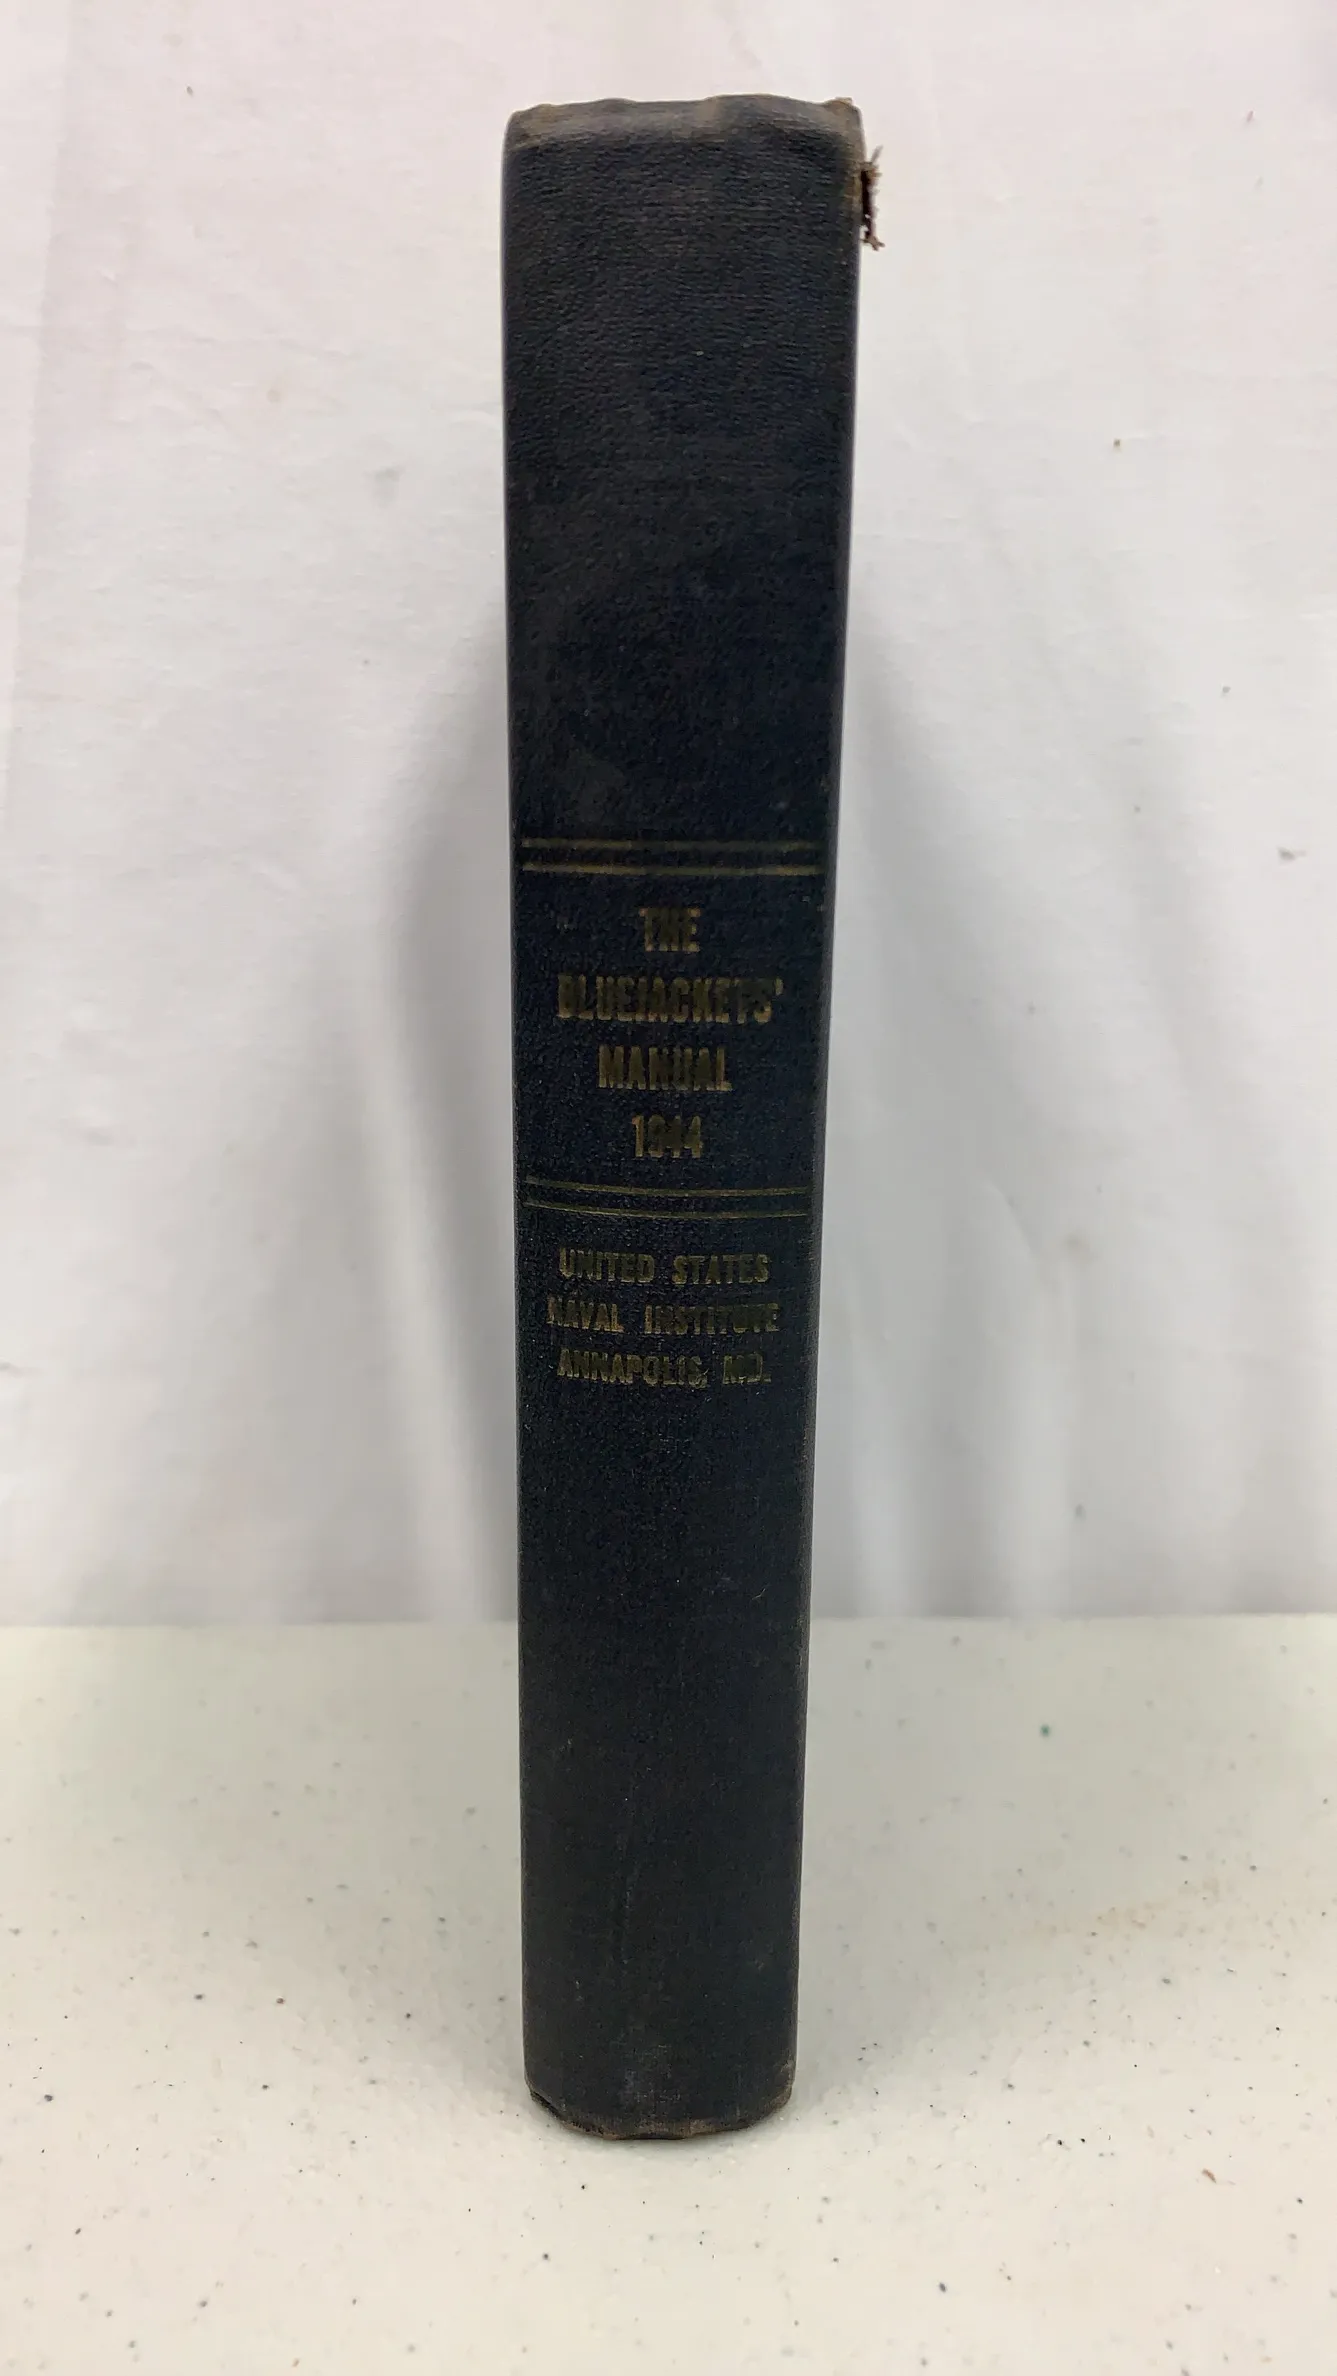 THE
BLUEJACKETS'
MANUAL
1944
UNITED STATES
NAVAL INSTITUTE
ANNAPOLIS, MD.